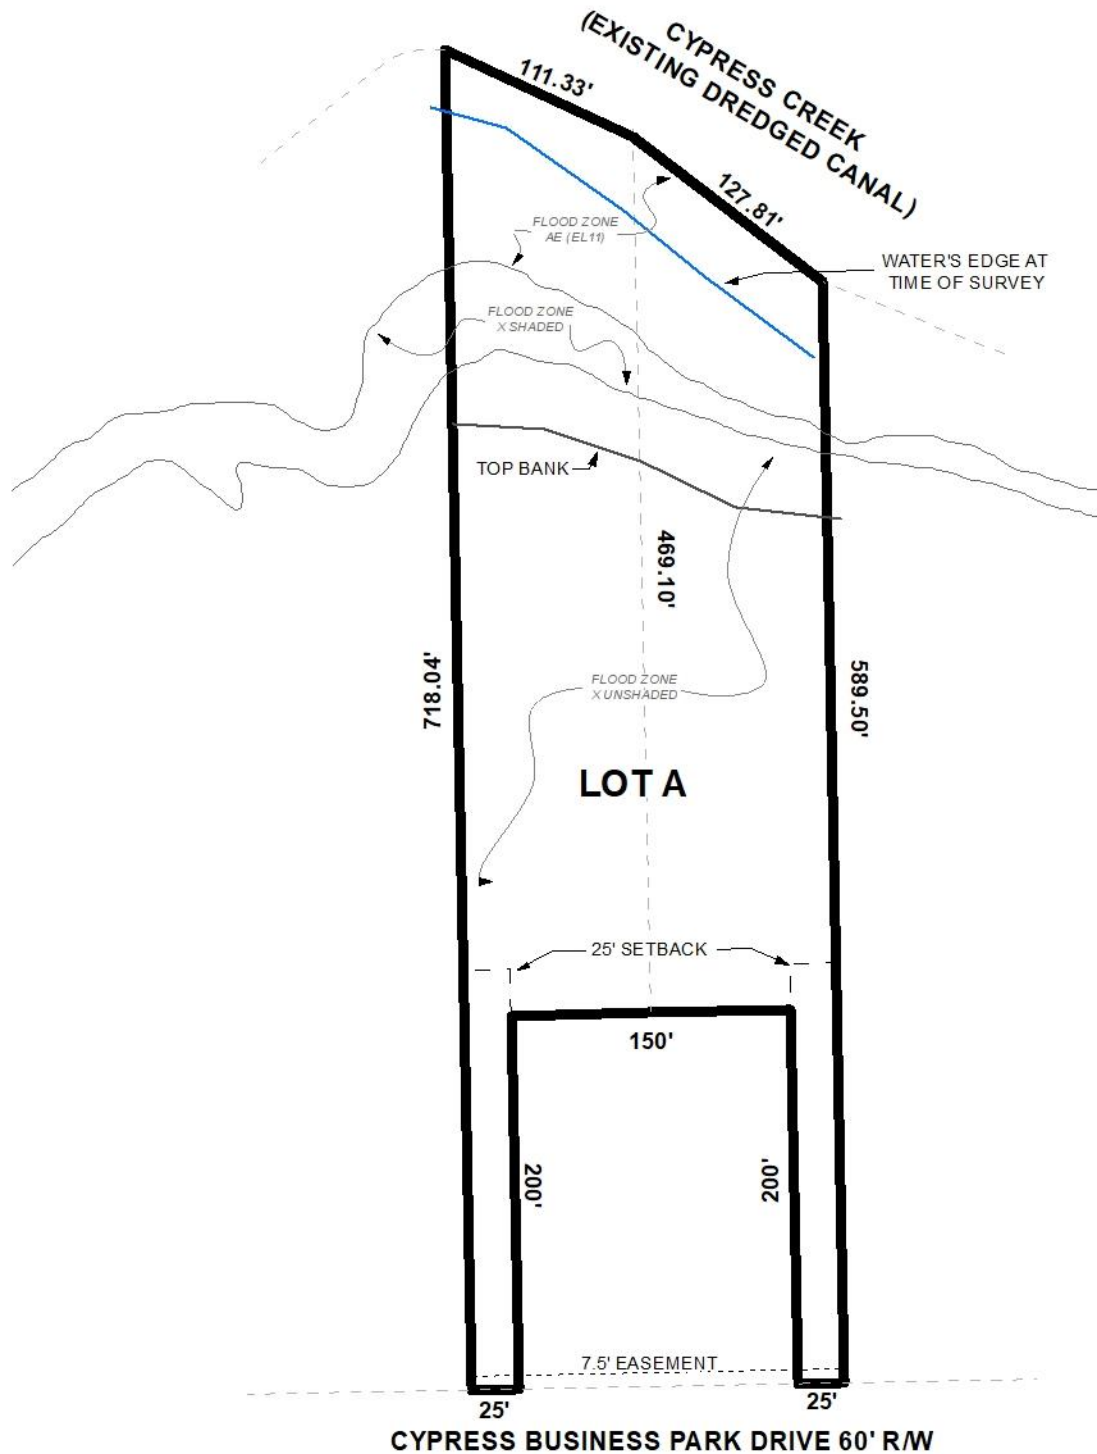 CYPRESS CREEK
(EXISTING DREDGED CANAL)
111.33'
127.81'
FLOOD ZONE
AE (EL11)
WATER'S EDGE AT
TIME OF SURVEY
FLOOD ZONE
X SHADED
TOP BANK
469.10'
718.04'
FLOOD ZONE
X UNSHADED
589.50'
LOT A
25' SETBACK
150'
200'
200'
7.5' EASEMENT
25'
25'
CYPRESS BUSINESS PARK DRIVE 60' R/W